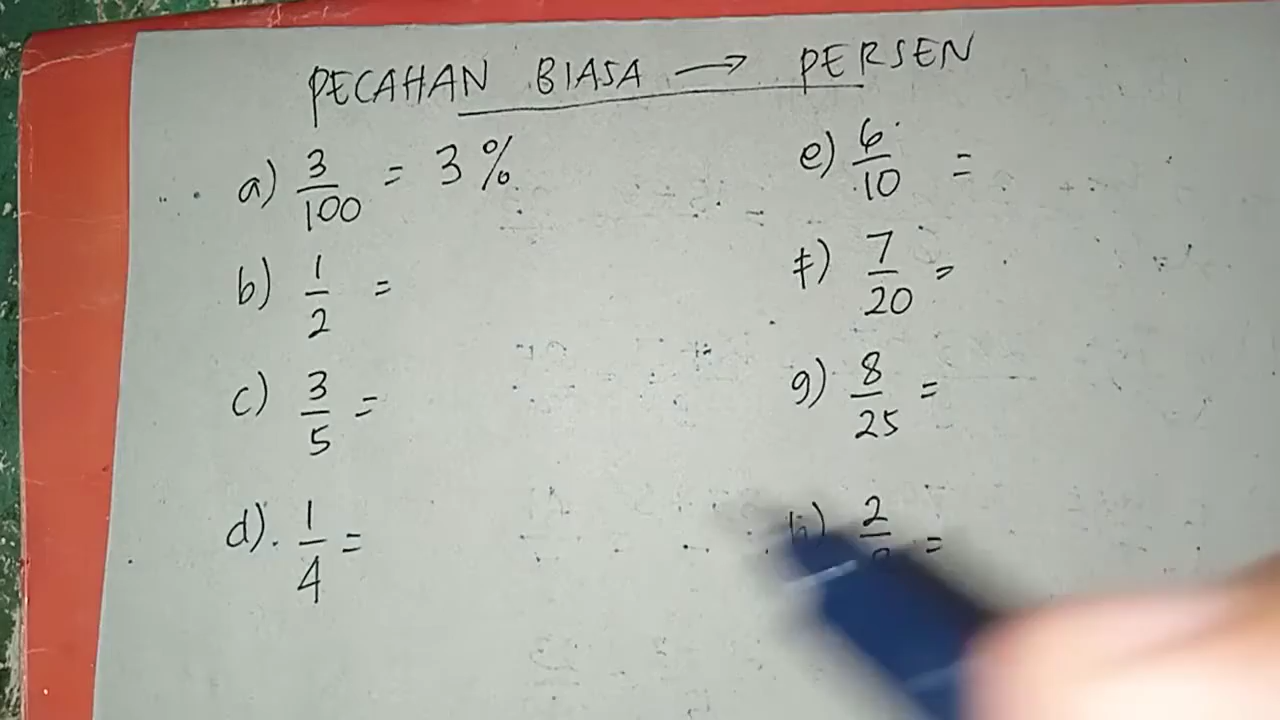 PECAHAN BIASA → PERSEN
a) 3/100 = 3%
b) 1/2 =
c) 3/5 =
d). 1/4 =
e) 6/10 =
f) 7/20 =
g) 8/25 =
h) 2/ =